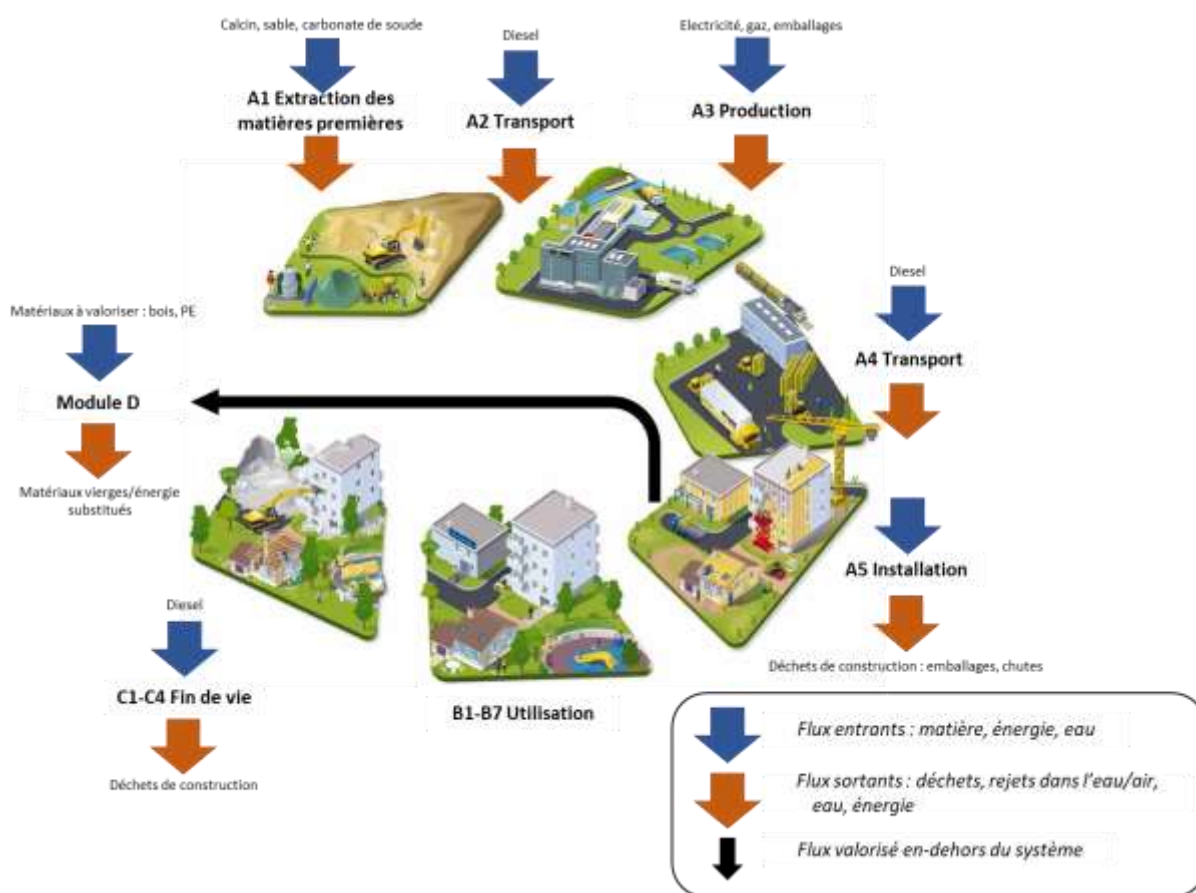 Calcin, sable, carbonate de soude
A1 Extraction des
matières premières
Diesel
A2 Transport
Electricité, gaz, emballages
A3 Production
Diesel
A4 Transport
Matériaux à valoriser : bois, PE
Module D
Matériaux vierges/énergie
substitués
A5 Installation
Déchets de construction : emballages, chutes
Diesel
C1-C4 Fin de vie
Déchets de construction
B1-B7 Utilisation
Flux entrants : matière, énergie, eau
Flux sortants : déchets, rejets dans l'eau/air,
eau, énergie
Flux valorisé en-dehors du système